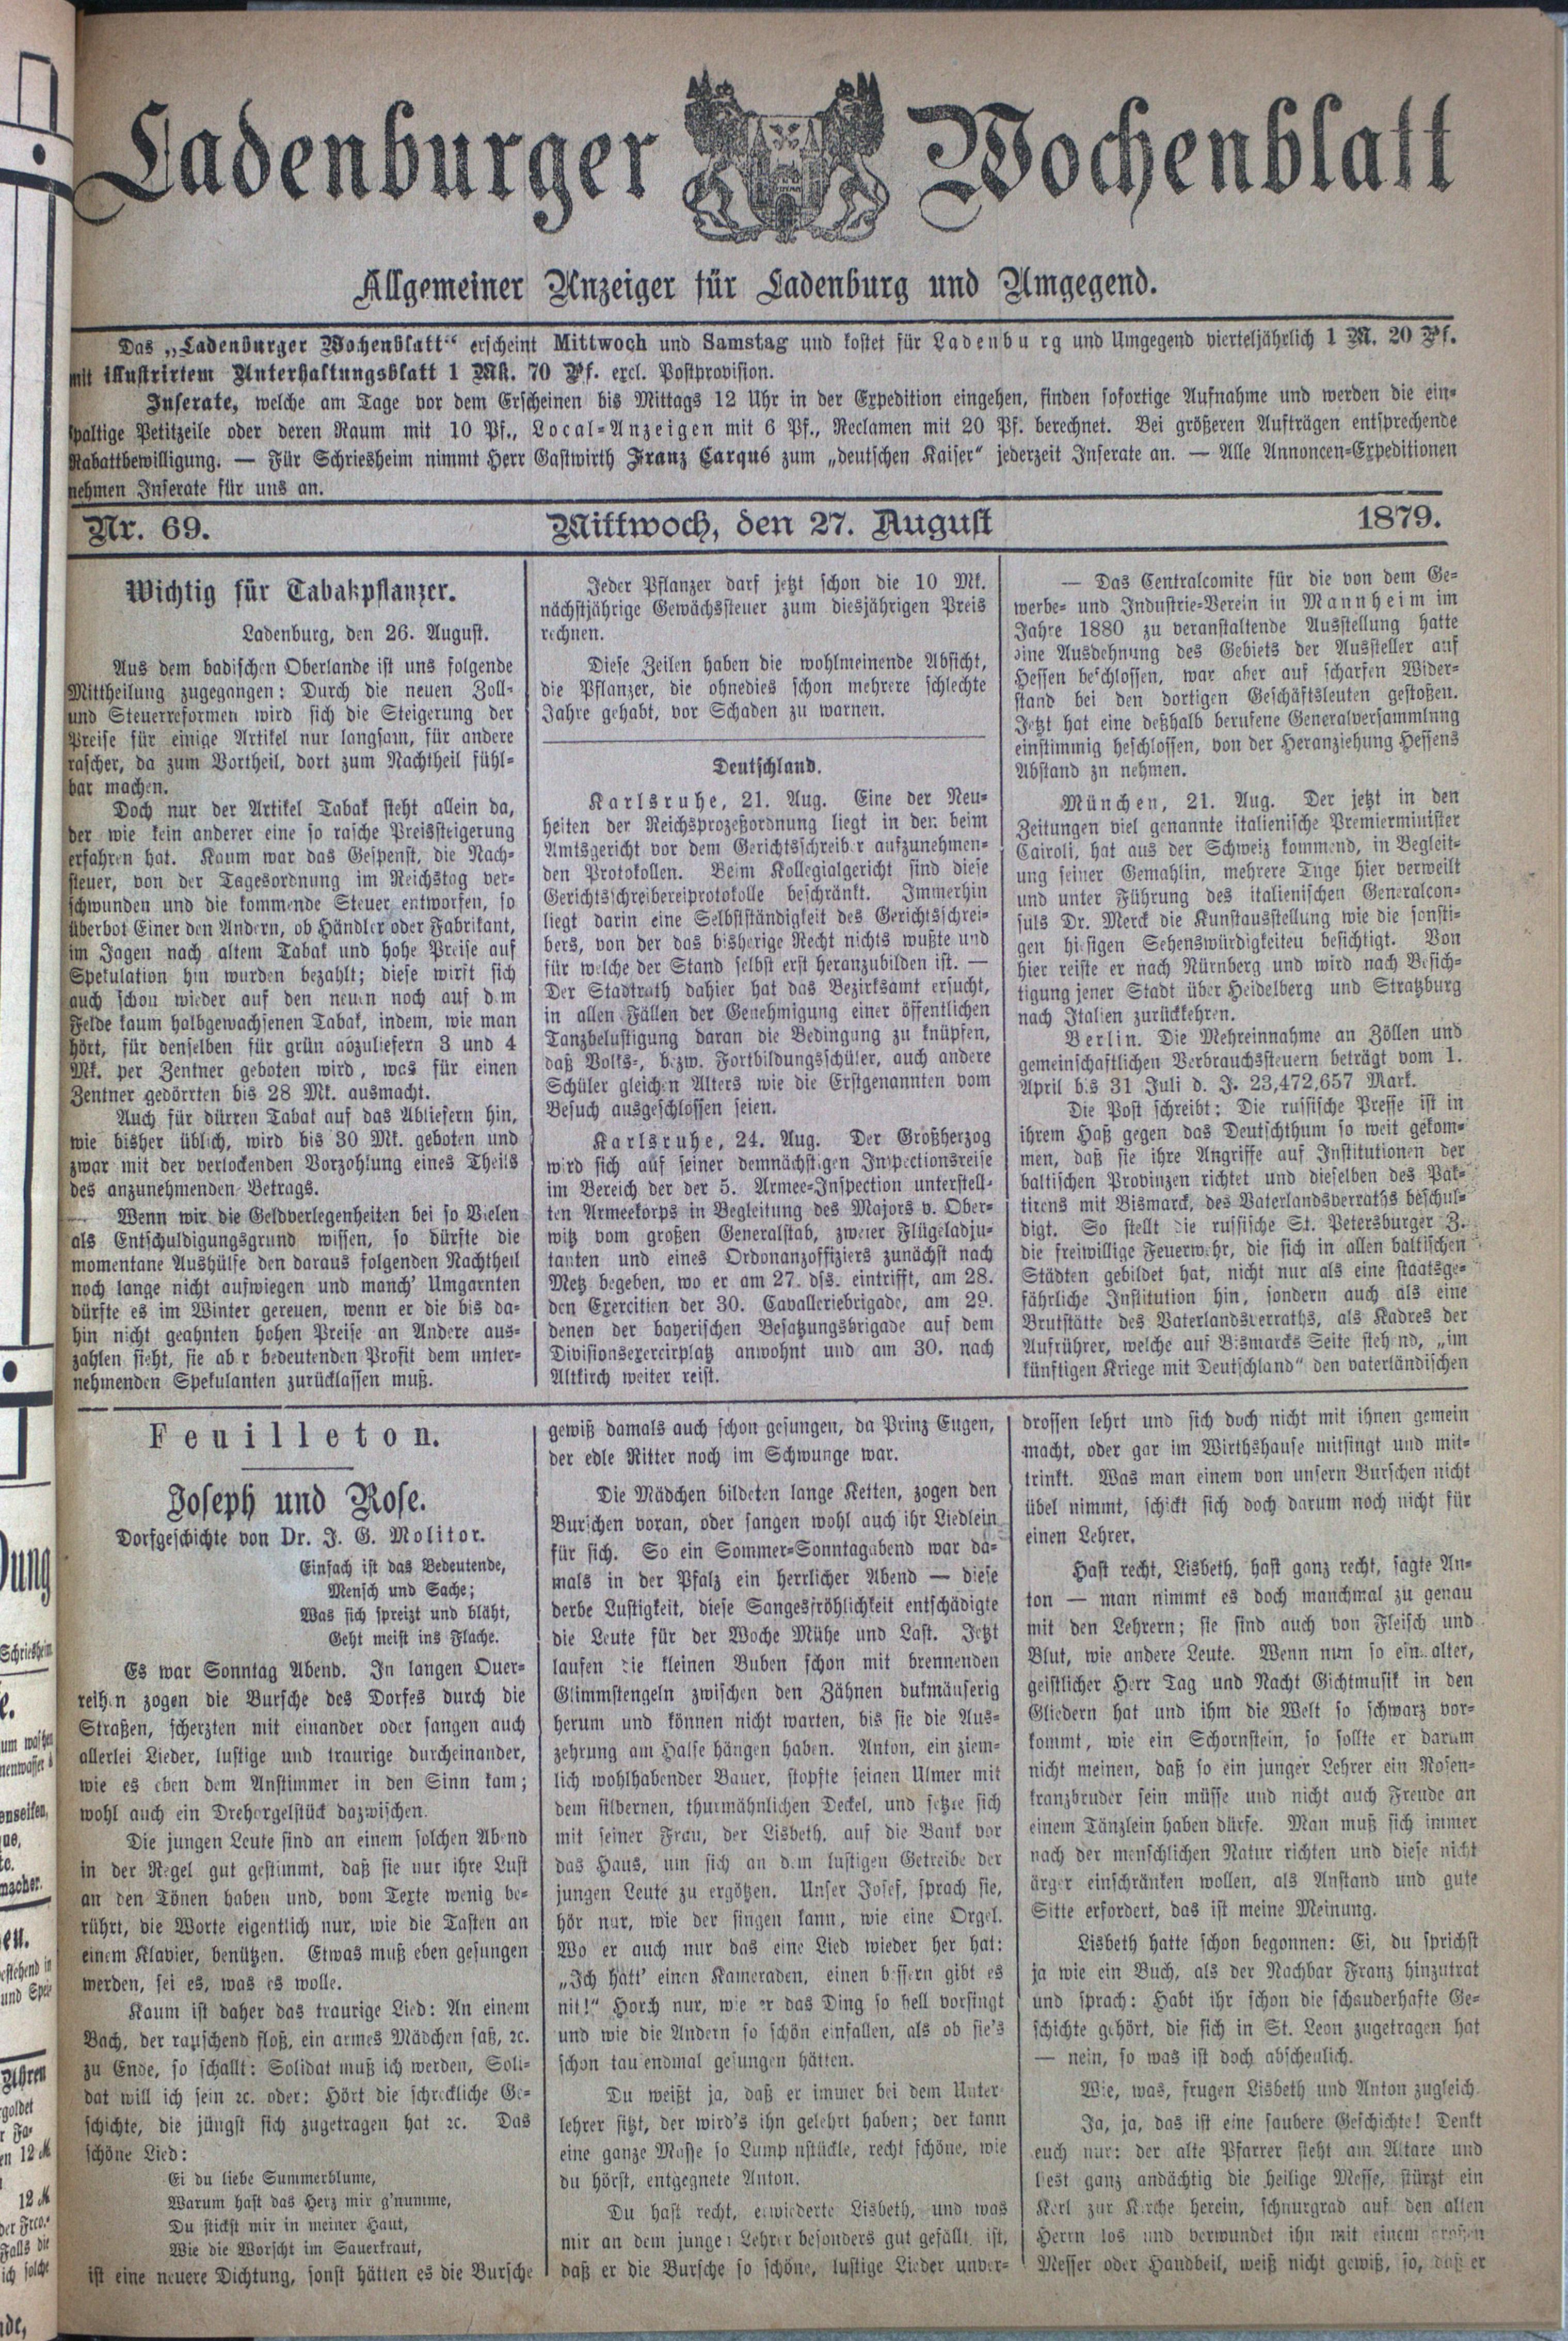 Ladenburger Wochenblatt
Allgemeiner Anzeiger für Ladenburg und Umgegend.
Das „Ladenburger Wochenblatt“ erscheint Mittwoch und Samstag und kostet für Ladenburg und Umgegend vierteljährlich 1 M. 20 Pf.
mit illustrirtem Unterhaltungsblatt 1 Mk. 70 Pf. excl. Postprovision.
Inserate, welche am Tage vor dem Erscheinen bis Mittags 12 Uhr in der Expedition eingehen, finden sofortige Aufnahme und werden die ein-
spaltige Petitzeile oder deren Raum mit 10 Pf., Local-Anzeigen mit 6 Pf., Reclamen mit 20 Pf. berechnet. Bei größeren Aufträgen entsprechende
Rabattbewilligung. — Für Schriesheim nimmt Herr Gastwirth Franz Carqué zum „deutschen Kaiser“ jederzeit Inserate an. — Alle Annoncen-Expeditionen
nehmen Inserate für uns an.
Nr. 69. Mittwoch, den 27. August 1879.
Wichtig für Tabakpflanzer.
Ladenburg, den 26. August.
Aus dem badischen Oberlande ist uns folgende
Mittheilung zugegangen: Durch die neuen Zoll-
und Steuerreformen wird sich die Steigerung der
Preise für einige Artikel nur langsam, für andere
rascher, da zum Vortheil, dort zum Nachtheil fühl-
bar machen.
Doch nur der Artikel Tabak steht allein da,
der wie kein anderer eine so rasche Preissteigerung
erfahren hat. Kaum war das Gespenst, die Nach-
steuer, von der Tagesordnung im Reichstag ver-
schwunden und die kommende Steuer entworfen, so
überbot Einer den Andern, ob Händler oder Fabrikant,
im Jagen nach altem Tabak und hohe Preise auf
Spekulation hin wurden bezahlt; diese wirft sich
auch schon wieder auf den neuen noch auf dem
Felde kaum halbgewachsenen Tabak, indem, wie man
hört, für denselben für grün abzuliefern 3 und 4
Mk. per Zentner geboten wird, was für einen
Zentner gedörrten bis 28 Mk. ausmacht.
Auch für dürren Tabak auf das Abliefern hin,
wie bisher üblich, wird bis 30 Mk. geboten und
zwar mit der verlockenden Vorzohlung eines Theils
des anzunehmenden Betrags.
Wenn wir die Geldverlegenheiten bei so Vielen
als Entschuldigungsgrund wissen, so dürfte die
momentane Aushülfe den daraus folgenden Nachtheil
noch lange nicht aufwiegen und manch' Umgarnten
dürfte es im Winter gereuen, wenn er die bis da-
hin nicht geahnten hohen Preise an Andere aus-
zahlen sieht, sie ab r bedeutenden Profit dem unter-
nehmenden Spekulanten zurücklassen muß.
Jeder Pflanzer darf jetzt schon die 10 Mk.
nächstjährige Gewächssteuer zum diesjährigen Preis
rechnen.
Diese Zeilen haben die wohlmeinende Absicht,
die Pflanzer, die ohnedies schon mehrere schlechte
Jahre gehabt, vor Schaden zu warnen.
Deutschland.
Karlsruhe, 21. Aug. Eine der Neu-
heiten der Reichsprozeßordnung liegt in den beim
Amtsgericht vor dem Gerichtsschreiber aufzunehmen-
den Protokollen. Beim Kollegialgericht sind diese
Gerichtsschreibereiprotokolle beschränkt. Immerhin
liegt darin eine Selbstständigkeit des Gerichtsschrei-
bers, von der das bisherige Recht nichts wußte und
für welche der Stand selbst erst heranzubilden ist. —
Der Stadtrath dahier hat das Bezirksamt ersucht,
in allen Fällen der Genehmigung einer öffentlichen
Tanzbelustigung daran die Bedingung zu knüpfen,
daß Volks-, bezw. Fortbildungsschüler, auch andere
Schüler gleichen Alters wie die Erstgenannten vom
Besuch ausgeschlossen seien.
Karlsruhe, 24. Aug. Der Großherzog
wird sich auf seiner demnächstigen Inspectionsreise
im Bereich der der 5. Armee-Inspection unterstell-
ten Armeekorps in Begleitung des Majors v. Ober-
witz vom großen Generalstab, zweier Flügeladju-
tanten und eines Ordonanzoffiziers zunächst nach
Metz begeben, wo er am 27. dss. eintrifft, am 28.
den Exercitien der 30. Cavalleriebrigade, am 29.
denen der bayerischen Besatzungsbrigade auf dem
Divisionsexercirplatz anwohnt und am 30. nach
Altkirch weiter reist.
— Das Centralcomite für die von dem Ge-
werbe- und Industrie-Verein in Mannheim im
Jahre 1880 zu veranstaltende Ausstellung hatte
eine Ausdehnung des Gebiets der Aussteller auf
Hessen beschlossen, war aber auf scharfen Wider-
stand bei den dortigen Geschäftsleuten gestoßen.
Jetzt hat eine deßhalb berufene Generalversammlnng
einstimmig beschlossen, von der Heranziehung Hessens
Abstand zu nehmen.
München, 21. Aug. Der jetzt in den
Zeitungen viel genannte italienische Premierminister
Cairoli, hat aus der Schweiz kommend, in Begleit-
ung seiner Gemahlin, mehrere Tage hier verweilt
und unter Führung des italienischen Generalcon-
suls Dr. Merck die Kunstausstellung wie die sonsti-
gen hiesigen Sehenswürdigkeiten besichtigt. Von
hier reiste er nach Nürnberg und wird nach Besich-
tigung jener Stadt über Heidelberg und Straßburg
nach Italien zurückkehren.
Berlin. Die Mehreinnahme an Zöllen und
gemeinschaftlichen Verbrauchssteuern beträgt vom 1.
April bis 31 Juli d. J. 23,472,657 Mark.
Die Post schreibt: Die russische Presse ist in
ihrem Haß gegen das Deutschthum so weit gekom-
men, daß sie ihre Angriffe auf Institutionen der
baltischen Provinzen richtet und dieselben des Pak-
tirens mit Bismarck, des Vaterlandsverraths beschul-
digt. So stellt die russische St. Petersburger Z.
die freiwillige Feuerwehr, die sich in allen baltischen
Städten gebildet hat, nicht nur als eine staatsge-
fährliche Institution hin, sondern auch als eine
Brutstätte des Vaterlandsverraths, als Kadres der
Aufrührer, welche auf Bismarcks Seite stehend, „im
künftigen Kriege mit Deutschland“ den vaterländischen
Feuilleton.
Joseph und Rose.
Dorfgeschichte von Dr. J. G. Molitor.
Einfach ist das Bedeutende,
Mensch und Sache;
Was sich spreizt und bläht,
Geht meist ins Flache.
Es war Sonntag Abend. In langen Quer-
reihen zogen die Bursche des Dorfes durch die
Straßen, scherzten mit einander oder sangen auch
allerlei Lieder, lustige und traurige durcheinander,
wie es eben dem Anstimmer in den Sinn kam;
wohl auch ein Drehorgelstück dazwischen.
Die jungen Leute sind an einem solchen Abend
in der Regel gut gestimmt, daß sie nur ihre Lust
an den Tönen haben und, vom Texte wenig be-
rührt, die Worte eigentlich nur, wie die Tasten an
einem Klavier, benützen. Etwas muß eben gesungen
werden, sei es, was es wolle.
Kaum ist daher das traurige Lied: An einem
Bach, der rauschend floß, ein armes Mädchen saß, ꝛc.
zu Ende, so schallt: Solidat muß ich werden, Soli-
dat will ich sein ꝛc. oder: Hört die schreckliche Ge-
schichte, die jüngst sich zugetragen hat ꝛc. Das
schöne Lied:
Ei du liebe Summerblume,
Warum hast das Herz mir g'numme,
Du stickst mir in meiner Haut,
Wie die Worscht im Sauerkraut,
ist eine neuere Dichtung, sonst hätten es die Bursche
gewiß damals auch schon gesungen, da Prinz Eugen,
der edle Ritter noch im Schwunge war.
Die Mädchen bildeten lange Ketten, zogen den
Burschen voran, oder sangen wohl auch ihr Liedlein
für sich. So ein Sommer-Sonntagabend war da-
mals in der Pfalz ein herrlicher Abend — diese
derbe Lustigkeit, diese Sangesfröhlichkeit entschädigte
die Leute für der Woche Mühe und Last. Jetzt
laufen die kleinen Buben schon mit brennenden
Glimmstengeln zwischen den Zähnen dukmäuserig
herum und können nicht warten, bis sie die Aus-
zehrung am Halse hängen haben. Anton, ein ziem-
lich wohlhabender Bauer, stopfte seinen Ulmer mit
dem silbernen, thurmähnlichen Deckel, und setzte sich
mit seiner Frau, der Lisbeth, auf die Bank vor
das Haus, um sich an dem lustigen Getreibe der
jungen Leute zu ergötzen. Unser Josef, sprach sie,
hör nur, wie der singen kann, wie eine Orgel.
Wo er auch nur das eine Lied wieder her hat:
„Ich hatt' einen Kameraden, einen bessern gibt es
nit!“ Horch nur, wie er das Ding so hell vorsingt
und wie die Andern so schön einfallen, als ob sie's
schon tausendmal gesungen hätten.
Du weißt ja, daß er immer bei dem Unter-
lehrer sitzt, der wird's ihn gelehrt haben; der kann
eine ganze Masse so Lump nstückle, recht schöne, wie
du hörst, entgegnete Anton.
Du hast recht, erwiederte Lisbeth, und was
mir an dem jungen Lehrer besonders gut gefällt, ist,
daß er die Bursche so schöne, lustige Lieder unver-
drossen lehrt und sich doch nicht mit ihnen gemein
macht, oder gar im Wirthshause mitsingt und mit-
trinkt. Was man einem von unsern Burschen nicht
übel nimmt, schickt sich doch darum noch nicht für
einen Lehrer.
Hast recht, Lisbeth, hast ganz recht, sagte An-
ton — man nimmt es doch manchmal zu genau
mit den Lehrern; sie sind auch von Fleisch und
Blut, wie andere Leute. Wenn nun so ein alter,
geistlicher Herr Tag und Nacht Gichtmusik in den
Gliedern hat und ihm die Welt so schwarz vor-
kommt, wie ein Schornstein, so sollte er darum
nicht meinen, daß so ein junger Lehrer ein Rosen-
kranzbruder sein müsse und nicht auch Freude an
einem Tänzlein haben dürfe. Man muß sich immer
nach der menschlichen Natur richten und diese nicht
ärger einschränken wollen, als Anstand und gute
Sitte erfordert, das ist meine Meinung.
Lisbeth hatte schon begonnen: Ei, du sprichst
ja wie ein Buch, als der Nachbar Franz hinzutrat
und sprach: Habt ihr schon die schauderhafte Ge-
schichte gehört, die sich in St. Leon zugetragen hat
— nein, so was ist doch abscheulich.
Wie, was, frugen Lisbeth und Anton zugleich.
Ja, ja, das ist eine saubere Geschichte! Denkt
euch nur: der alte Pfarrer steht am Altare und
liest ganz andächtig die heilige Messe, stürzt ein
Kerl zur Kirche herein, schnurgrad auf den alten
Herrn los und verwundet ihn mit einem großen
Messer oder Handbeil, weiß nicht gewiß, so, daß er